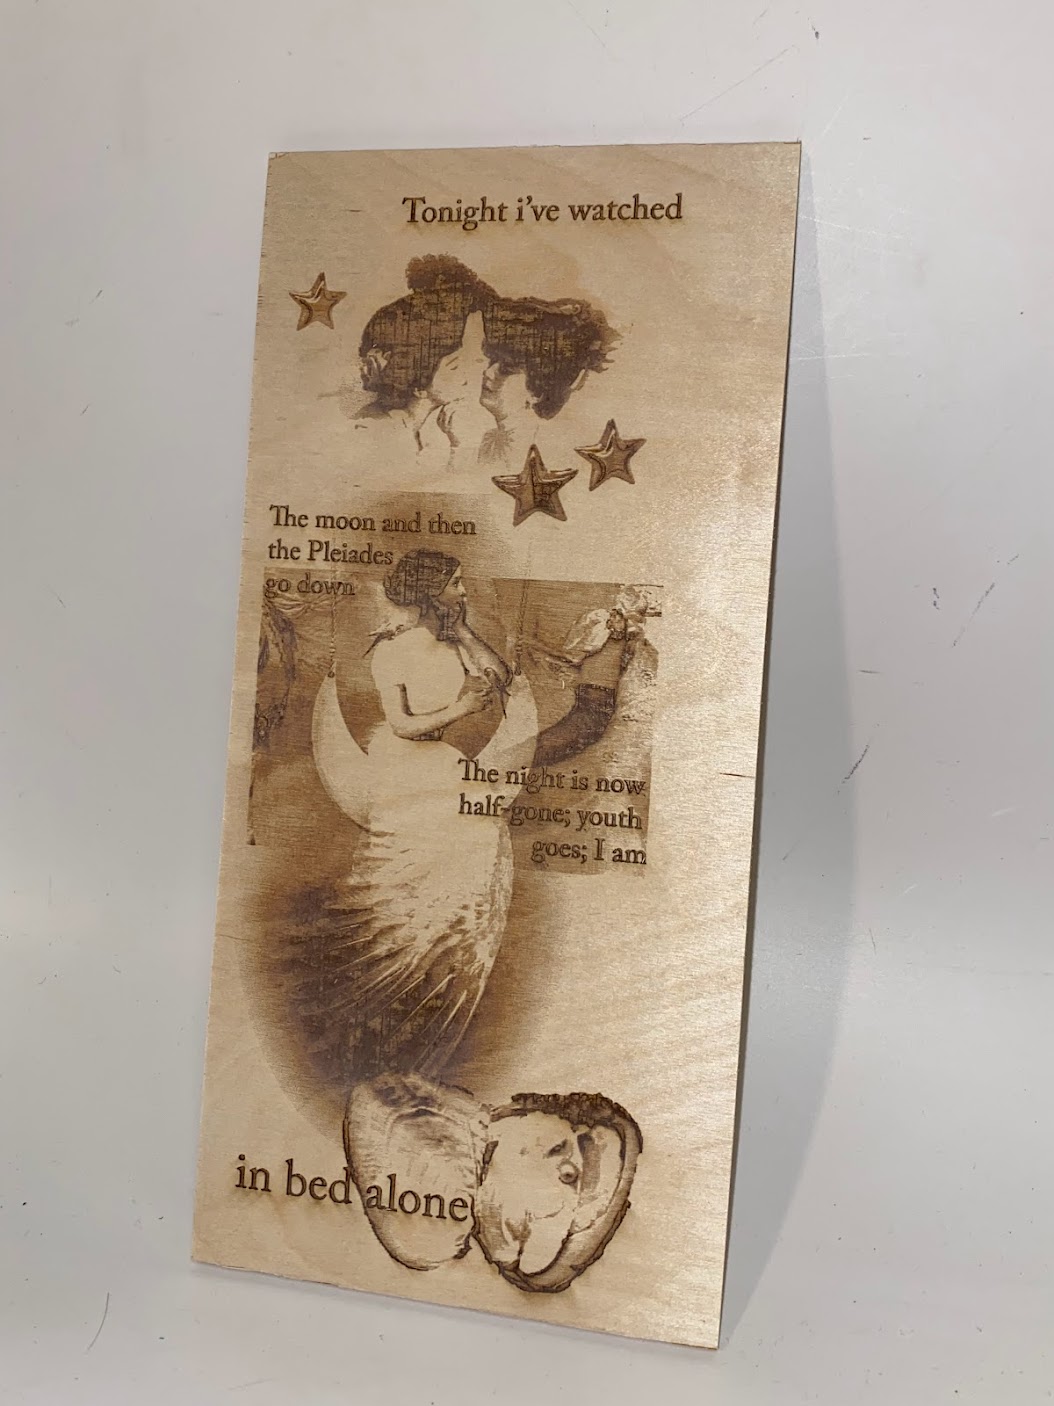 Tonight i've watched
The moon and then
the Pleiades
go down
The night is now
half-gone; youth
goes; I am
in bed alone